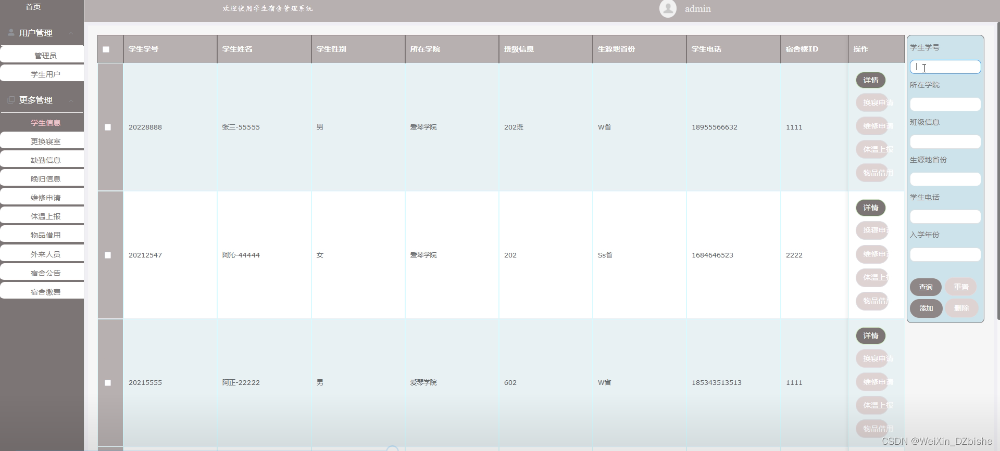 首页
欢迎使用学生宿舍管理系统
admin
用户管理
管理员
学生用户
更多管理
学生信息
更换寝室
缺勤信息
晚归信息
维修申请
体温上报
物品借用
外来人员
宿舍公告
宿舍缴费
学生学号 学生姓名 学生性别 所在学院 班级信息 生源地省份 学生电话 宿舍楼ID 操作
20228888 张三-55555 男 爱琴学院 202班 W省 18955566632 1111
详情
换寝申请
维修申请
体温上报
物品借用
20212547 阿沁-44444 女 爱琴学院 202 Ss省 1684646523 2222
详情
换寝申
维修申
体温上
物品借
20215555 阿正-22222 男 爱琴学院 602 W省 185343513513 1111
详情
换寝申请
维修申请
体温上报
物品借用
学生学号
所在学院
班级信息
生源地省份
学生电话
入学年份
查询 重置
添加 删除
CSDN @WeiXin_DZbishe